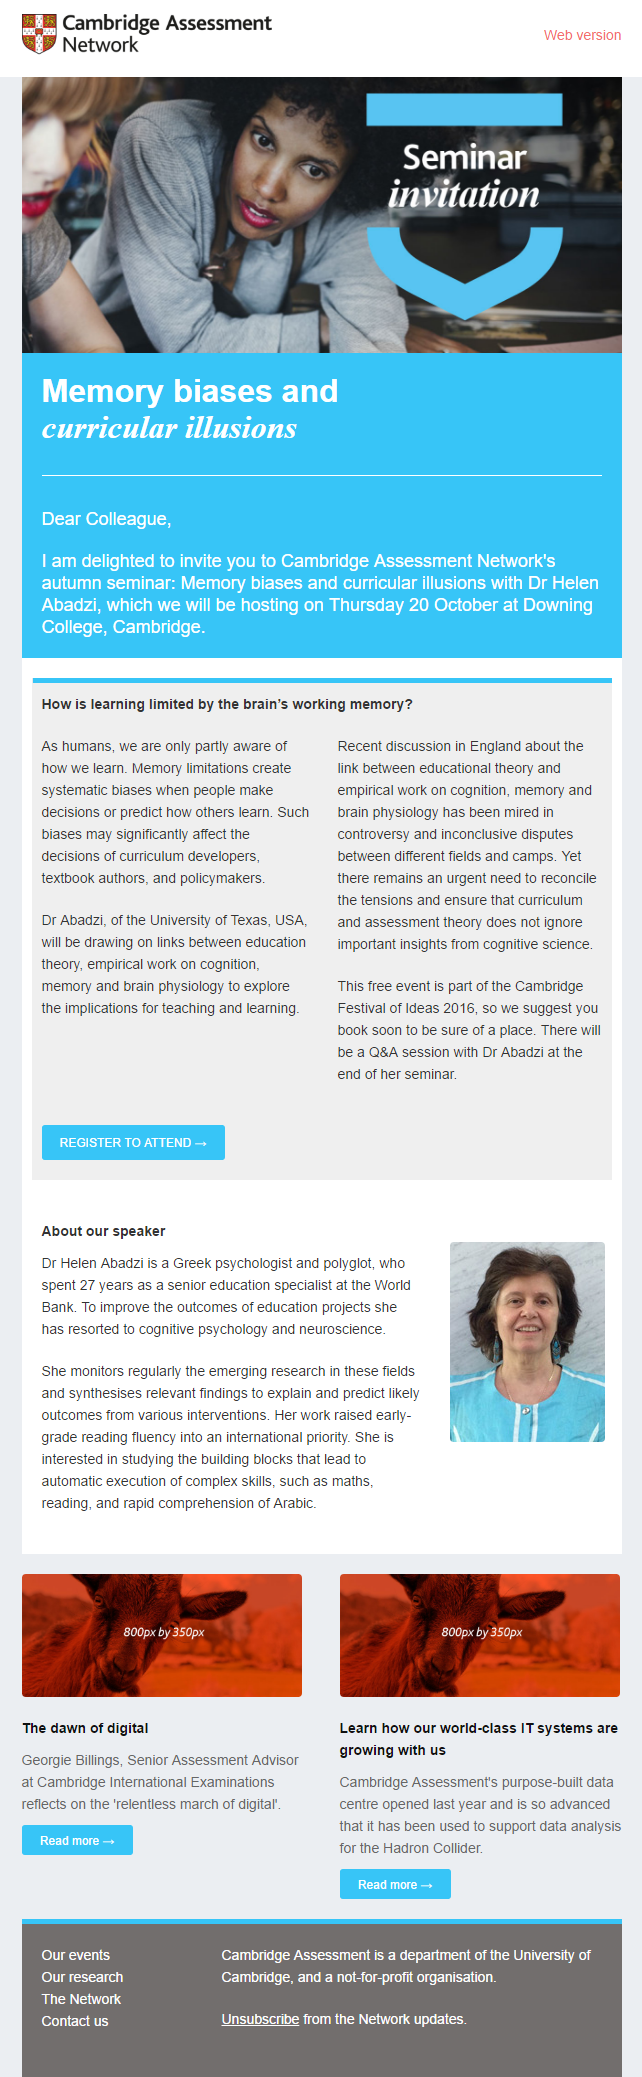 Cambridge Assessment
Network
Web version
Seminar
invitation
Memory biases and
curricular illusions
Dear Colleague,
I am delighted to invite you to Cambridge Assessment Network's
autumn seminar: Memory biases and curricular illusions with Dr Helen
Abadzi, which we will be hosting on Thursday 20 October at Downing
College, Cambridge.
How is learning limited by the brain’s working memory?
As humans, we are only partly aware of
how we learn. Memory limitations create
systematic biases when people make
decisions or predict how others learn. Such
biases may significantly affect the
decisions of curriculum developers,
textbook authors, and policymakers.
Dr Abadzi, of the University of Texas, USA,
will be drawing on links between education
theory, empirical work on cognition,
memory and brain physiology to explore
the implications for teaching and learning.
Recent discussion in England about the
link between educational theory and
empirical work on cognition, memory and
brain physiology has been mired in
controversy and inconclusive disputes
between different fields and camps. Yet
there remains an urgent need to reconcile
the tensions and ensure that curriculum
and assessment theory does not ignore
important insights from cognitive science.
This free event is part of the Cambridge
Festival of Ideas 2016, so we suggest you
book soon to be sure of a place. There will
be a Q&A session with Dr Abadzi at the
end of her seminar.
REGISTER TO ATTEND →
About our speaker
Dr Helen Abadzi is a Greek psychologist and polyglot, who
spent 27 years as a senior education specialist at the World
Bank. To improve the outcomes of education projects she
has resorted to cognitive psychology and neuroscience.
She monitors regularly the emerging research in these fields
and synthesises relevant findings to explain and predict likely
outcomes from various interventions. Her work raised early-
grade reading fluency into an international priority. She is
interested in studying the building blocks that lead to
automatic execution of complex skills, such as maths,
reading, and rapid comprehension of Arabic.
800px by 350px
The dawn of digital
Georgie Billings, Senior Assessment Advisor
at Cambridge International Examinations
reflects on the 'relentless march of digital'.
Read more →
800px by 350px
Learn how our world-class IT systems are
growing with us
Cambridge Assessment's purpose-built data
centre opened last year and is so advanced
that it has been used to support data analysis
for the Hadron Collider.
Read more →
Our events
Our research
The Network
Contact us
Cambridge Assessment is a department of the University of
Cambridge, and a not-for-profit organisation.
Unsubscribe from the Network updates.